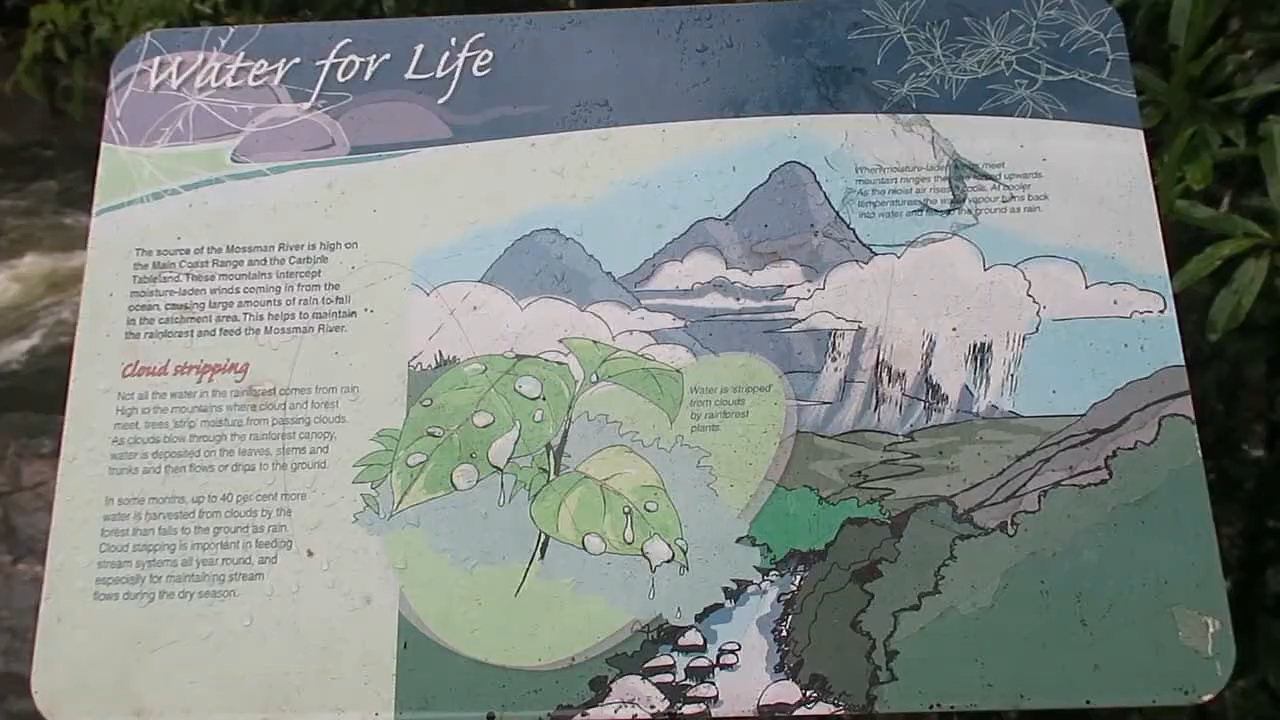 Water for Life
The source of the Mossman River is high on
the Main Coast Range and the Carbine
Tableland. These mountains intercept
moisture-laden winds coming in from the
ocean, causing large amounts of rain to fall
in the catchment area. This helps to maintain
the rainforest and feed the Mossman River.
Cloud stripping
Not all the water in the rainforest comes from rain
High in the mountains where cloud and forest
meet, trees 'strip' moisture from passing clouds.
As clouds blow through the rainforest canopy,
water is deposited on the leaves, stems and
trunks and then flows or drips to the ground.
In some months, up to 40 per cent more
water is harvested from clouds by the
forest than falls to the ground as rain.
Cloud stripping is important in feeding
stream systems all year round, and
especially for maintaining stream
flows during the dry season.
When moisture-laden meet
mountain ranges upwards.
As the moist air rises cools. At cooler
temperatures the water vapour turns back
into water and the ground as rain.
Water is 'stripped'
from clouds
by rainforest
plants.